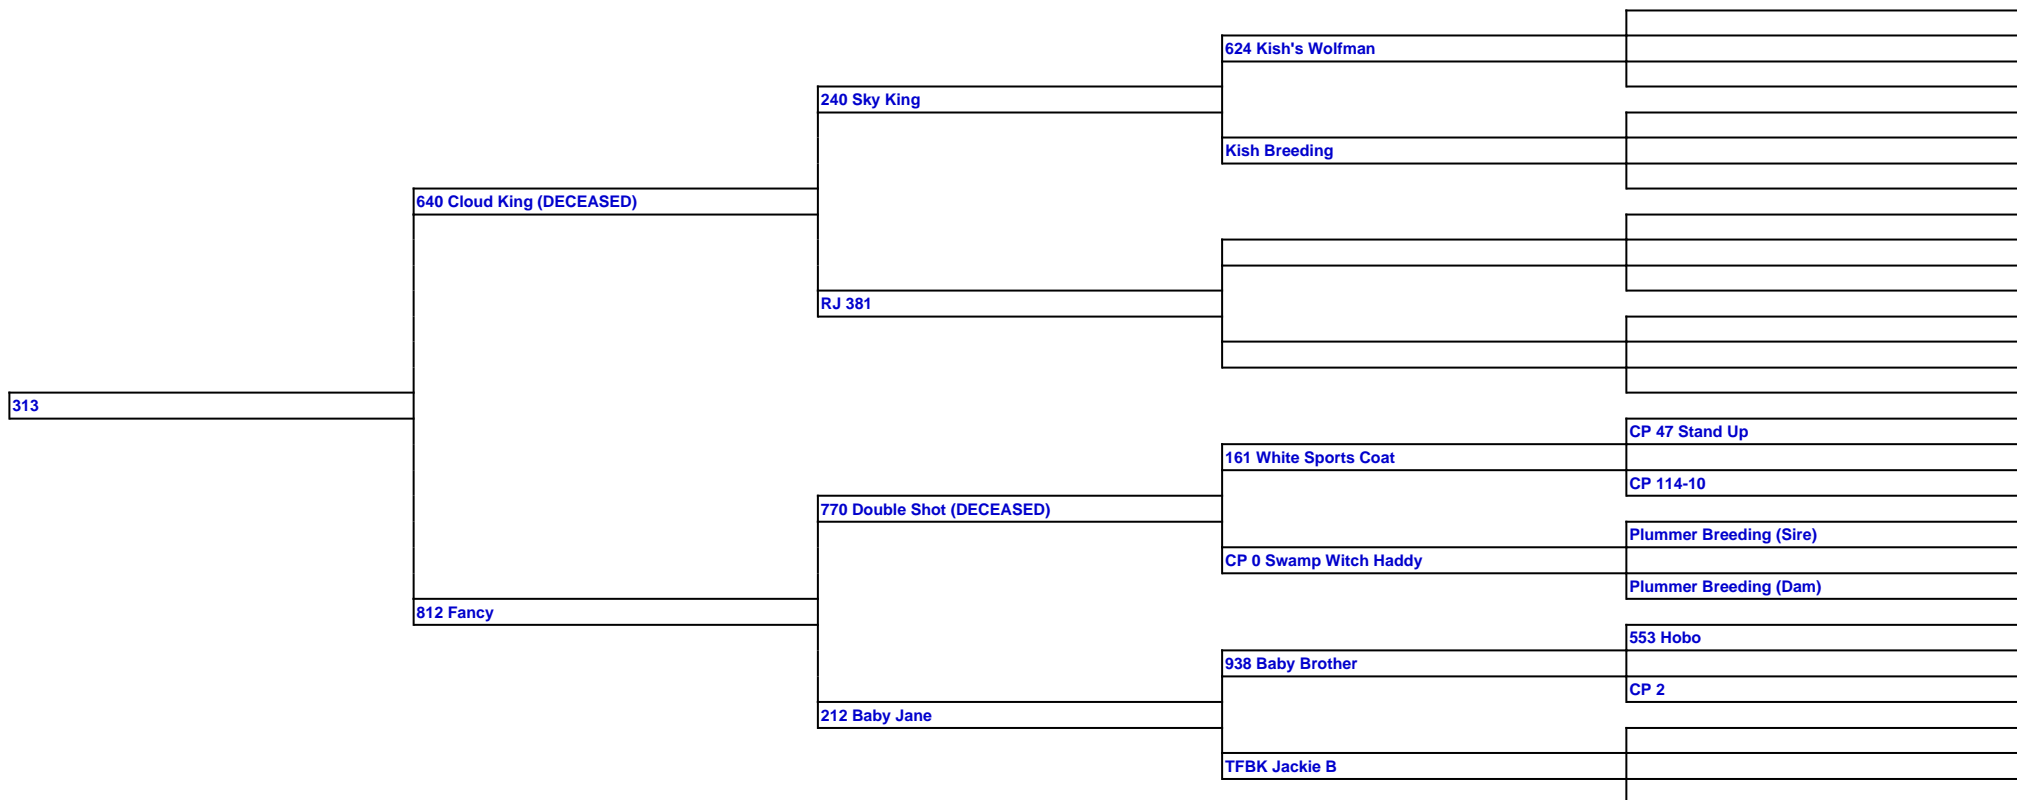 624 Kish's Wolfman
240 Sky King
Kish Breeding
640 Cloud King (DECEASED)
RJ 381
313
CP 47 Stand Up
161 White Sports Coat
CP 114-10
770 Double Shot (DECEASED)
Plummer Breeding (Sire)
CP 0 Swamp Witch Haddy
Plummer Breeding (Dam)
812 Fancy
553 Hobo
938 Baby Brother
CP 2
212 Baby Jane
TFBK Jackie B